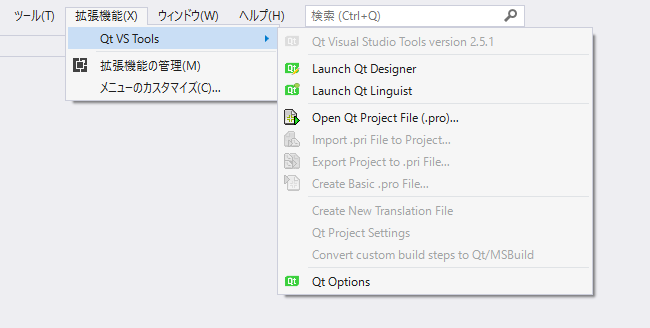 ツール(T) 拡張機能(X) ウィンドウ(W) ヘルプ(H) 検索 (Ctrl+Q)
Qt VS Tools
拡張機能の管理(M)
メニューのカスタマイズ(C)...
Qt Visual Studio Tools version 2.5.1
Launch Qt Designer
Launch Qt Linguist
Open Qt Project File (.pro)...
Import .pri File to Project...
Export Project to .pri File...
Create Basic .pro File...
Create New Translation File
Qt Project Settings
Convert custom build steps to Qt/MSBuild
Qt Options